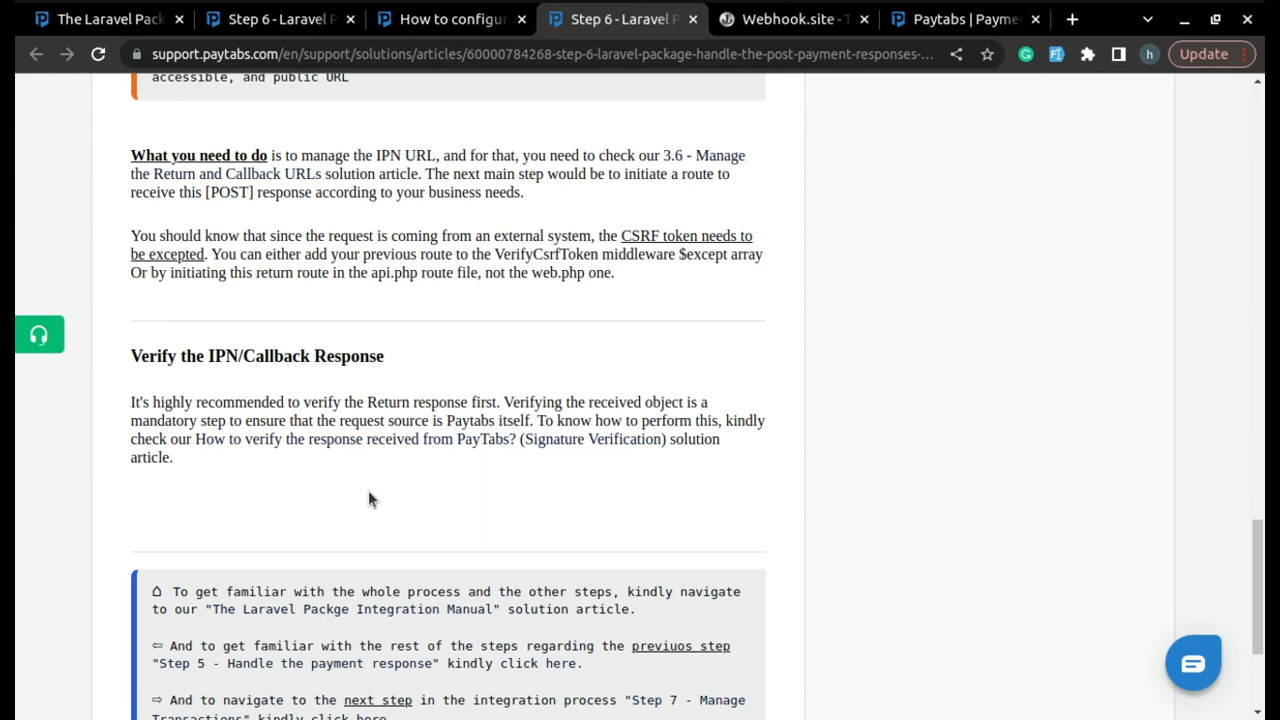 The Laravel Pack
Step 6 - Laravel P
How to configur
Step 6 - Laravel P
Webhook.site - T
Paytabs | Payme
support.paytabs.com/en/support/solutions/articles/60000784268-step-6-laravel-package-handle-the-post-payment-responses-...
h
Update
accessible, and public URL
What you need to do is to manage the IPN URL, and for that, you need to check our 3.6 - Manage
the Return and Callback URLs solution article. The next main step would be to initiate a route to
receive this [POST] response according to your business needs.
You should know that since the request is coming from an external system, the CSRF token needs to
be excepted. You can either add your previous route to the VerifyCsrfToken middleware $except array
Or by initiating this return route in the api.php route file, not the web.php one.
Verify the IPN/Callback Response
It's highly recommended to verify the Return response first. Verifying the received object is a
mandatory step to ensure that the request source is Paytabs itself. To know how to perform this, kindly
check our How to verify the response received from PayTabs? (Signature Verification) solution
article.
⌂ To get familiar with the whole process and the other steps, kindly navigate
to our "The Laravel Packge Integration Manual" solution article.
⇦ And to get familiar with the rest of the steps regarding the previuos step
"Step 5 - Handle the payment response" kindly click here.
⇨ And to navigate to the next step in the integration process "Step 7 - Manage
Transactions" kindly click here.